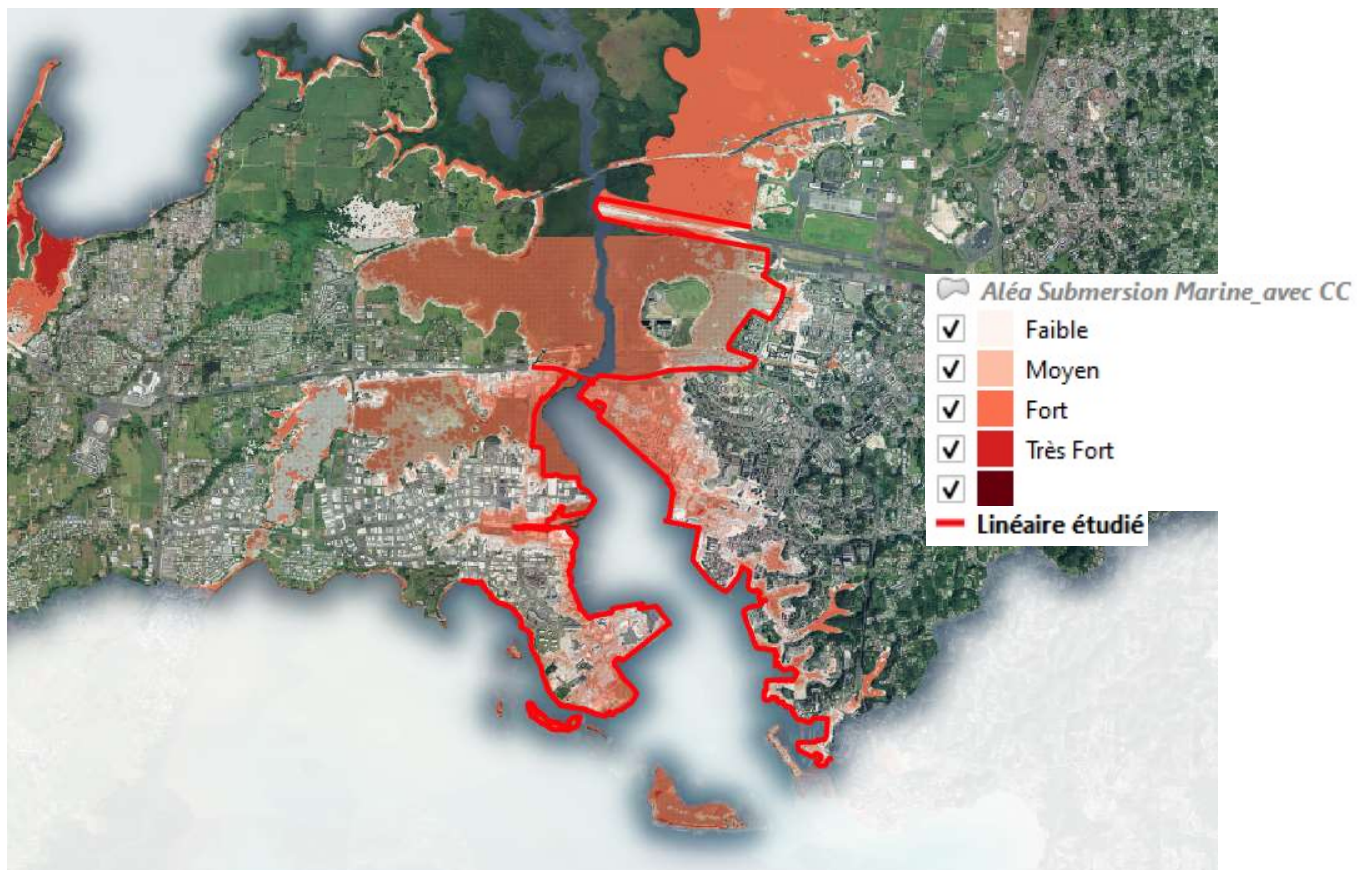 Aléa Submersion Marine_avec CC
Faible
Moyen
Fort
Très Fort
Linéaire étudié